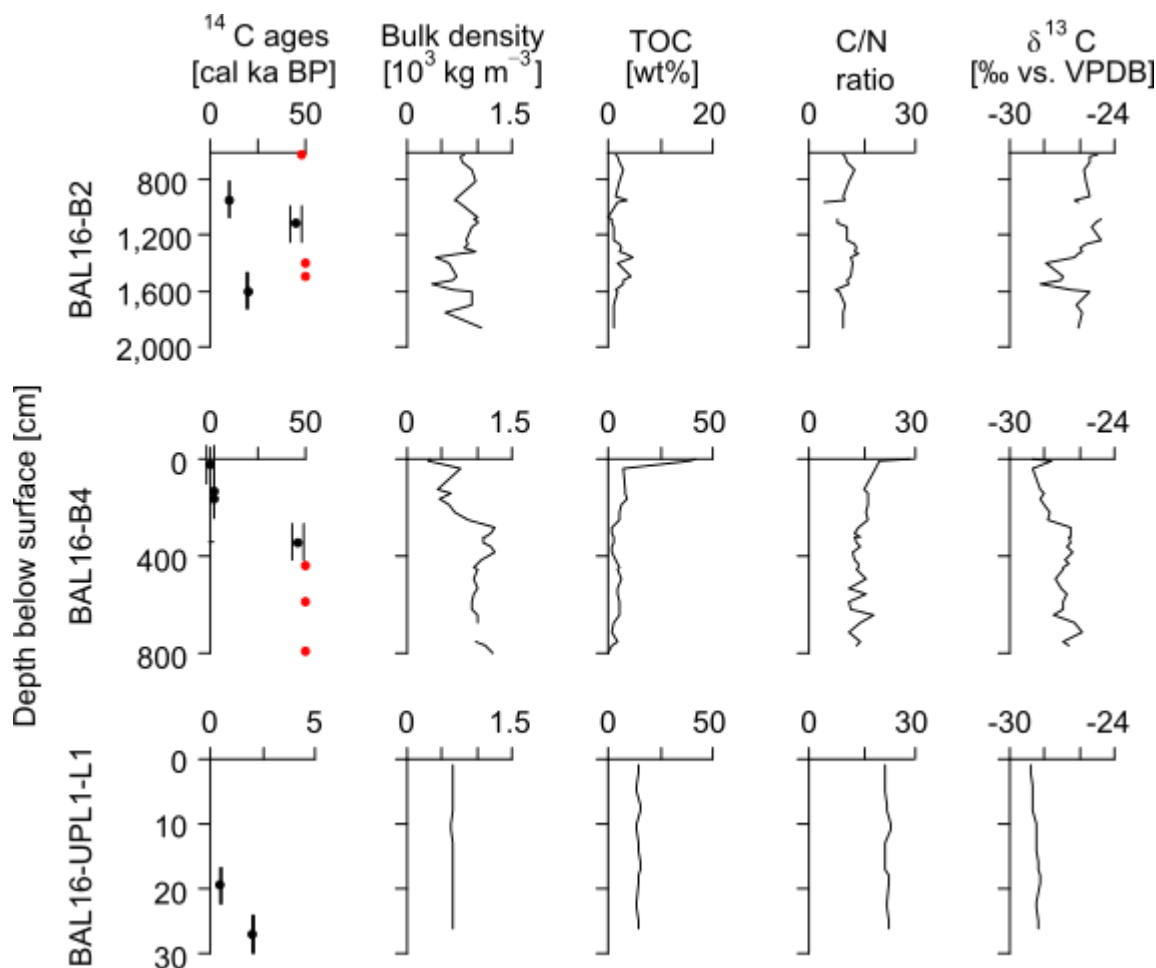 14 C ages Bulk density TOC C/N δ 13 C
[cal ka BP] [10 3 kg m −3 ] [wt%] ratio [‰ vs. VPDB]
0 50 0 1.5 0 20 0 30 -30 -24
BAL16-B2
800
1,200
1,600
2,000
0 50 0 1.5 0 50 0 30 -30 -24
Depth below surface [cm]
BAL16-B4
0
400
800
0 5 0 1.5 0 50 0 30 -30 -24
BAL16-UPL1-L1
0
10
20
30